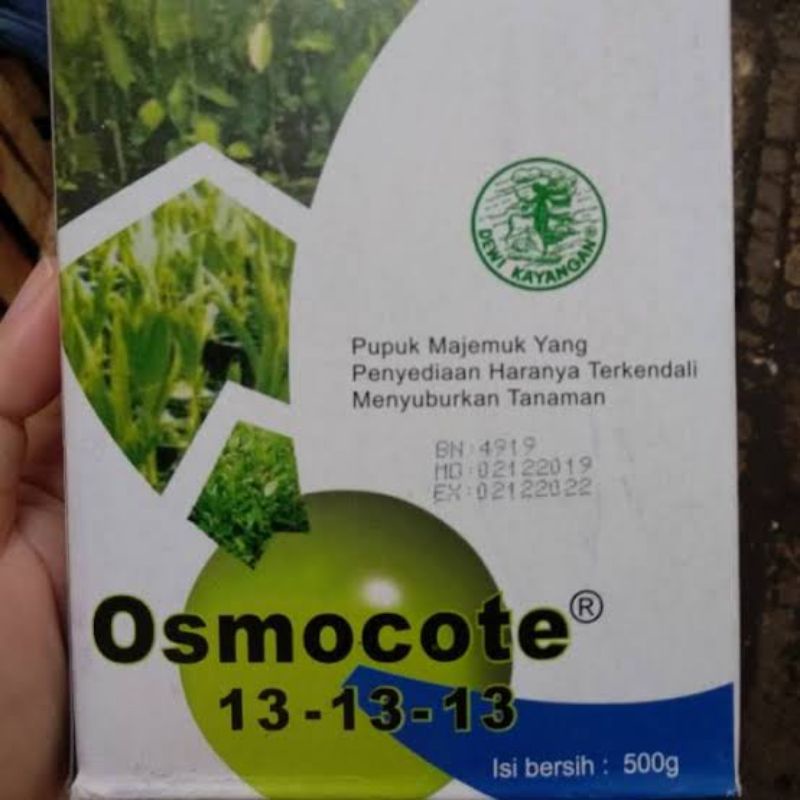 DEWI KAYANGAN®
Pupuk Majemuk Yang
Penyediaan Haranya Terkendali
Menyuburkan Tanaman
BN:4919
MD:02122019
EX:02122022
Osmocote®
13-13-13
Isi bersih : 500g